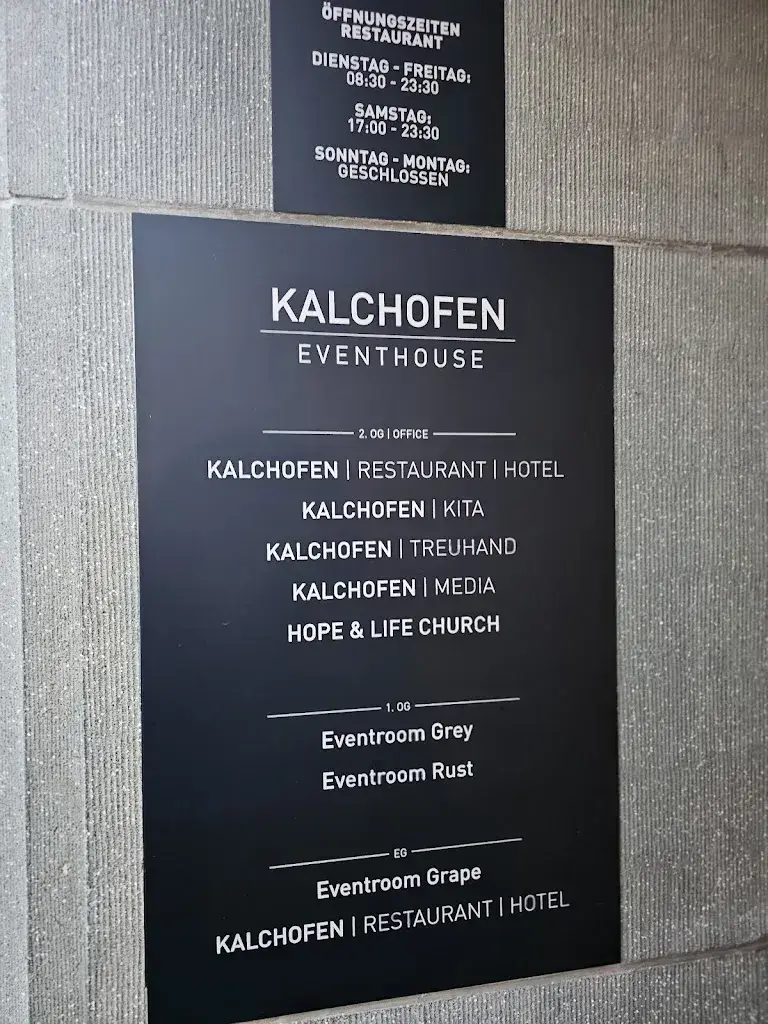 ÖFFNUNGSZEITEN
RESTAURANT
DIENSTAG - FREITAG:
08:30 - 23:30
SAMSTAG:
17:00 - 23:30
SONNTAG - MONTAG:
GESCHLOSSEN
KALCHOFEN
EVENTHOUSE
2. OG | OFFICE
KALCHOFEN | RESTAURANT | HOTEL
KALCHOFEN | KITA
KALCHOFEN | TREUHAND
KALCHOFEN | MEDIA
HOPE & LIFE CHURCH
1. OG
Eventroom Grey
Eventroom Rust
EG
Eventroom Grape
KALCHOFEN | RESTAURANT | HOTEL